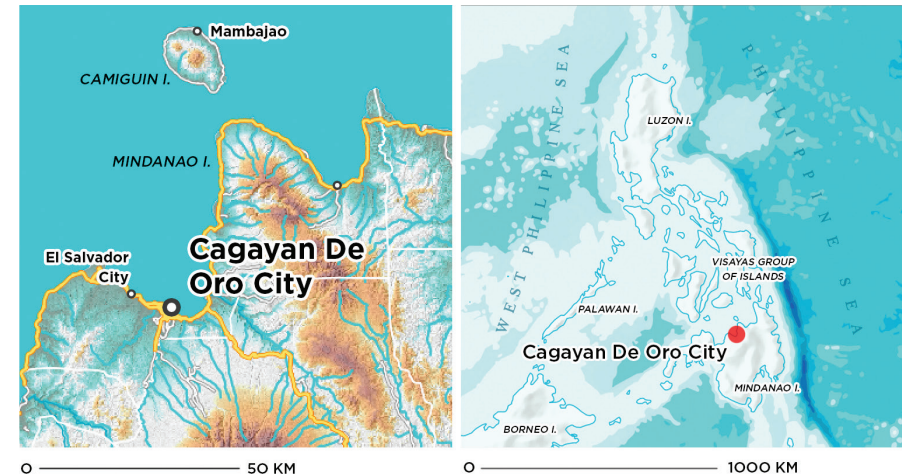 Mambajao
CAMIGUIN I.
MINDANAO I.
Cagayan De
Oro City
El Salvador
City
0 50 KM
WEST PHILIPPINE SEA
PHILIPPINE SEA
LUZON I.
VISAYAS GROUP
OF ISLANDS
PALAWAN I.
Cagayan De Oro City
MINDANAO I.
BORNEO I.
0 1000 KM